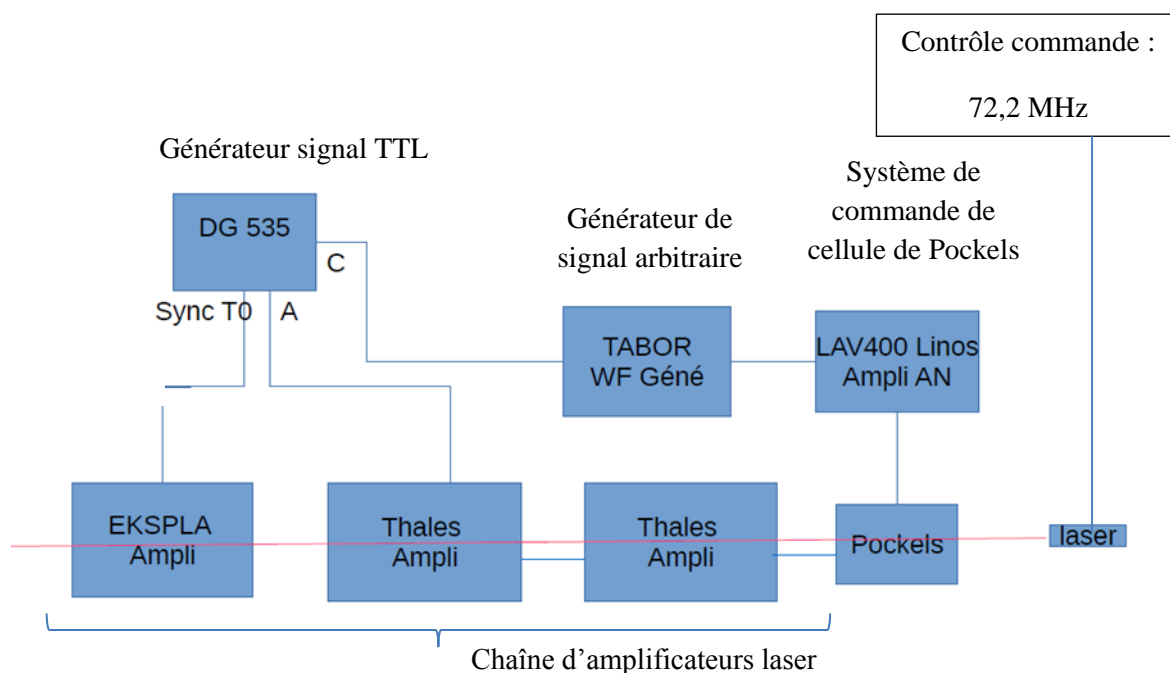 Contrôle commande :
72,2 MHz
Générateur signal TTL
Système de
commande de
cellule de Pockels
Générateur de
signal arbitraire
DG 535
C
Sync T0
A
TABOR
WF Géné
LAV400 Linos
Ampli AN
EKSPLA
Ampli
Thales
Ampli
Thales
Ampli
Pockels
laser
Chaîne d’amplificateurs laser